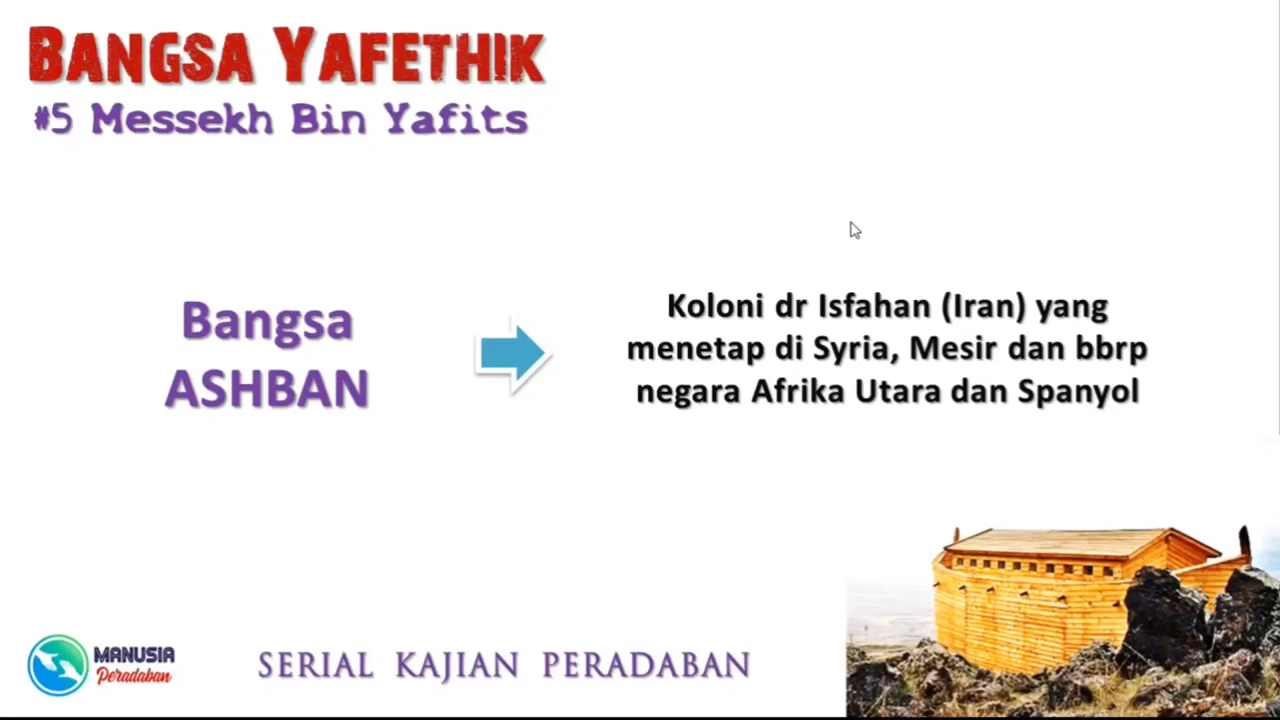 BANGSA YAFETHIK
#5 Messekh Bin Yafits
Bangsa
ASHBAN
Koloni dr Isfahan (Iran) yang
menetap di Syria, Mesir dan bbrp
negara Afrika Utara dan Spanyol
MANUSIA
Peradaban
SERIAL KAJIAN PERADABAN